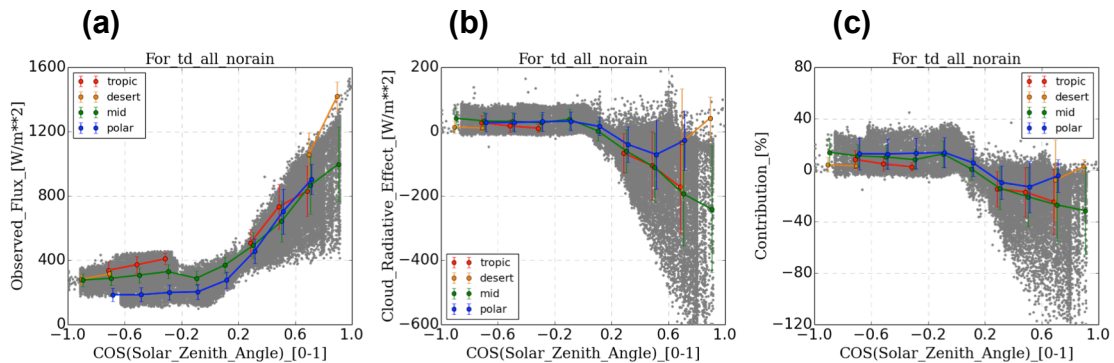 (a)
For_td_all_norain
Observed_Flux_[W/m**2]
1600
1200
800
400
0
tropic
desert
mid
polar
−1.0 −0.6 −0.2 0.2 0.6 1.0
COS(Solar_Zenith_Angle)_[0-1]
(b)
For_td_all_norain
Cloud_Radiative_Effect_[W/m**2]
200
0
−200
−400
−600
tropic
desert
mid
polar
−1.0 −0.6 −0.2 0.2 0.6 1.0
COS(Solar_Zenith_Angle)_[0-1]
(c)
For_td_all_norain
Contribution_[%]
80
40
0
−40
−80
−120
tropic
desert
mid
polar
−1.0 −0.6 −0.2 0.2 0.6 1.0
COS(Solar_Zenith_Angle)_[0-1]